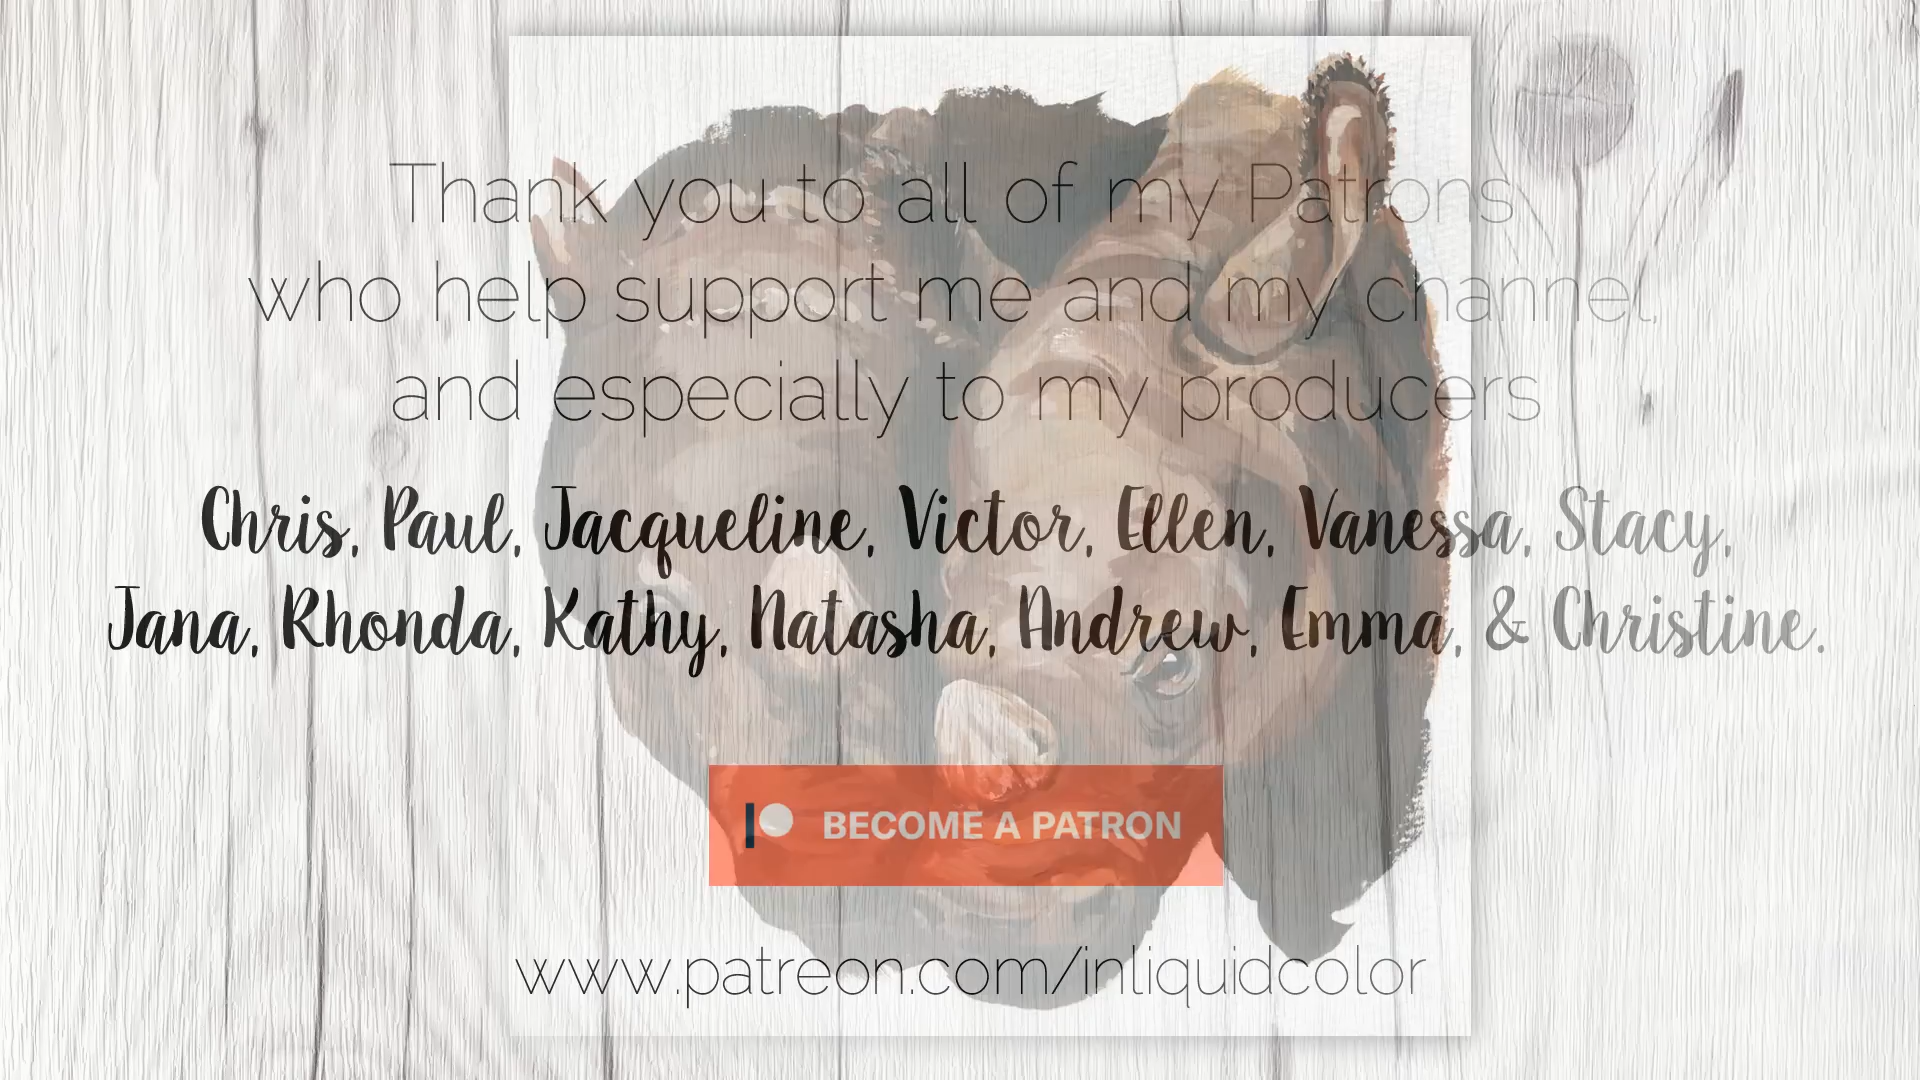 Thank you to all of my Patrons
who help support me and my channel,
and especially to my producers
Chris, Paul, Jacqueline, Victor, Ellen, Vanessa, Stacy,
Jana, Rhonda, Kathy, Natasha, Andrew, Emma, & Christine.
BECOME A PATRON
www.patreon.com/inliquidcolor